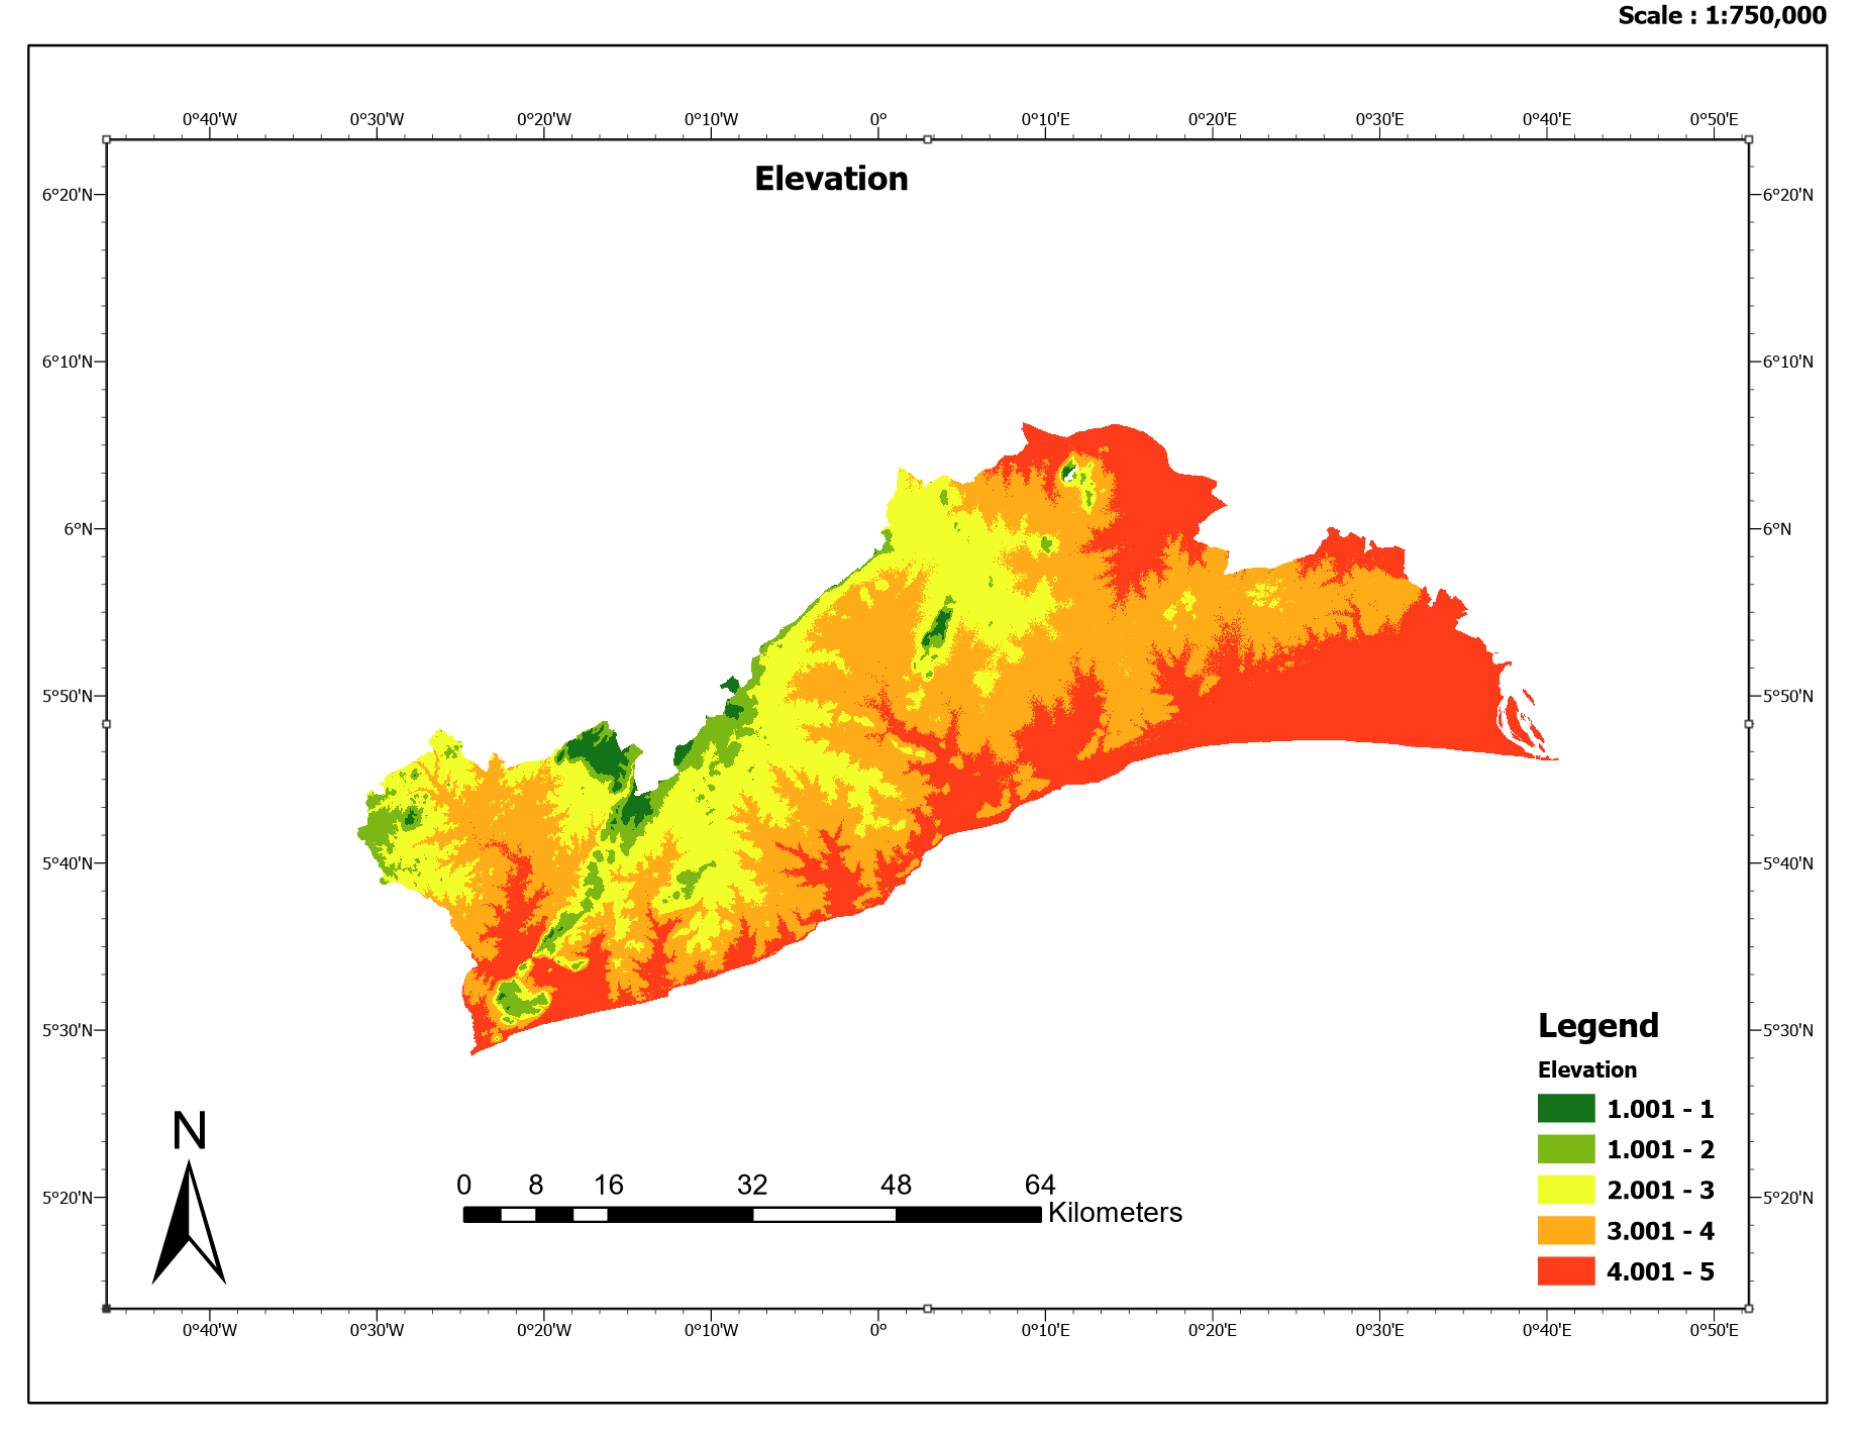 Scale : 1:750,000
0°40'W 0°30'W 0°20'W 0°10'W 0° 0°10'E 0°20'E 0°30'E 0°40'E 0°50'E
Elevation
6°20'N 6°20'N
6°10'N 6°10'N
6°N 6°N
5°50'N 5°50'N
5°40'N 5°40'N
5°30'N 5°30'N
Legend
Elevation
1.001 - 1
1.001 - 2
2.001 - 3
3.001 - 4
4.001 - 5
N
0 8 16 32 48 64
Kilometers
5°20'N 5°20'N
0°40'W 0°30'W 0°20'W 0°10'W 0° 0°10'E 0°20'E 0°30'E 0°40'E 0°50'E